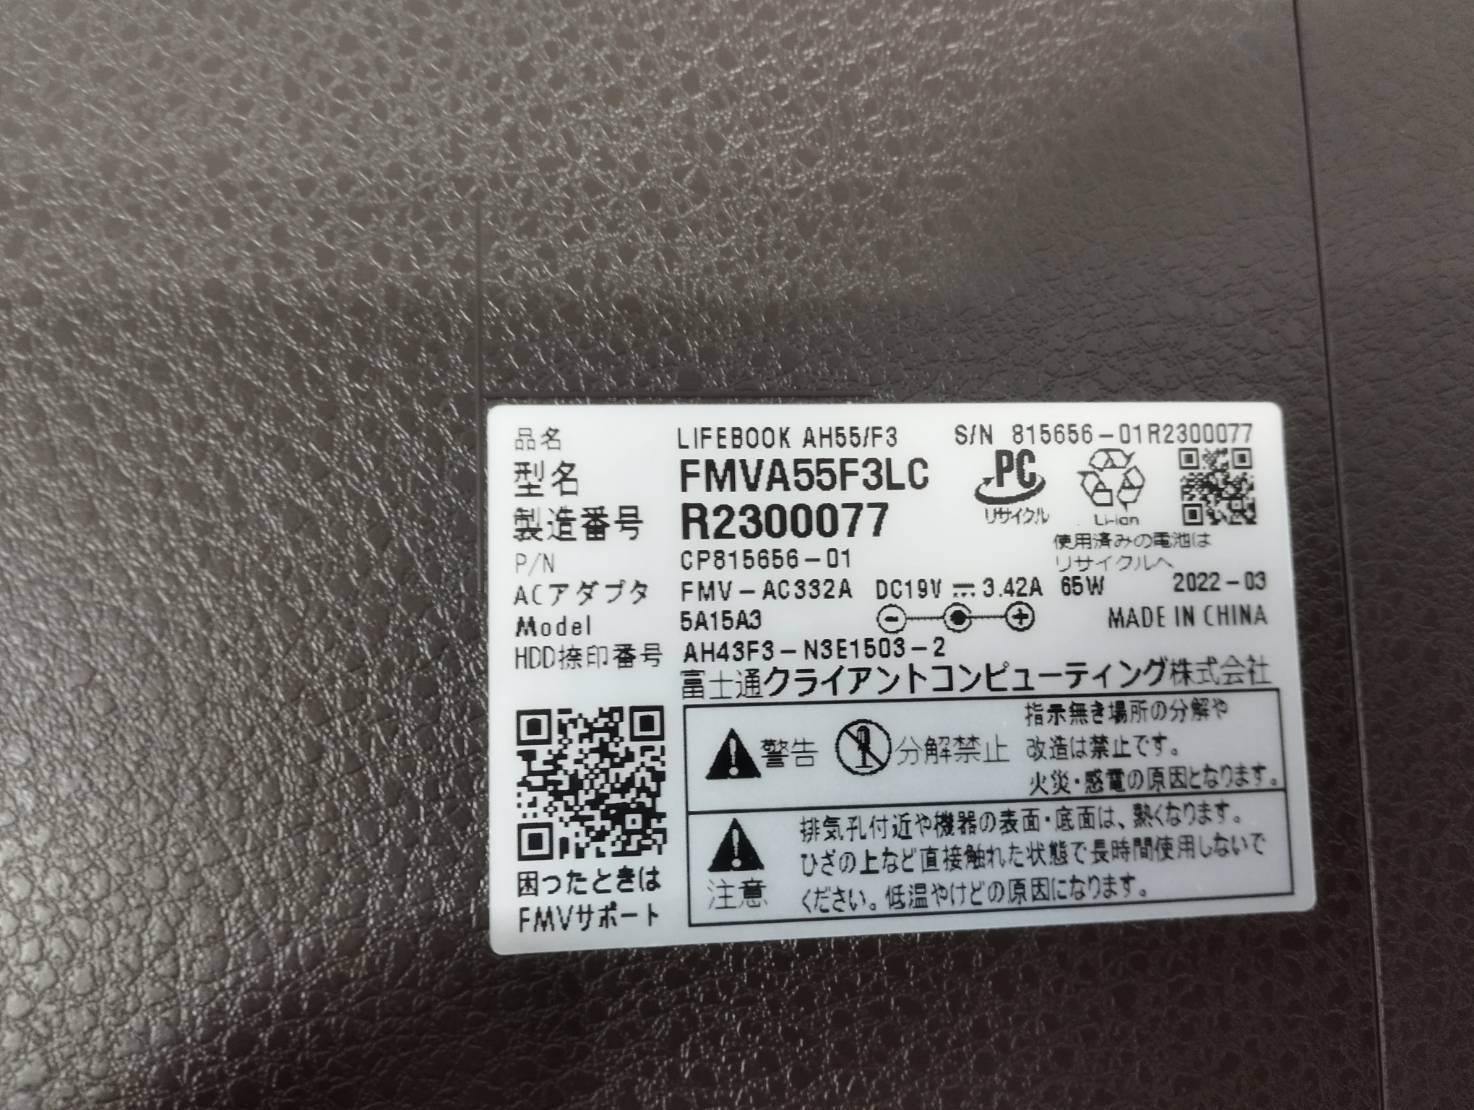 品名 LIFEBOOK AH55/F3 S/N 815656-01R2300077
型名 FMVA55F3LC
PC
リサイクル
Li-ion
製造番号 R2300077
使用済みの電池は
リサイクルへ
P/N CP815656-01
ACアダプタ FMV-AC332A DC19V ⎓ 3.42A 65W 2022-03
Model 5A15A3 MADE IN CHINA
HDD捺印番号 AH43F3-N3E1503-2
富士通クライアントコンピューティング株式会社
警告 分解禁止
指示無き場所の分解や
改造は禁止です。
火災・感電の原因となります。
注意
排気孔付近や機器の表面・底面は、熱くなります。
ひざの上など直接触れた状態で長時間使用しないで
ください。低温やけどの原因になります。
困ったときは
FMVサポート